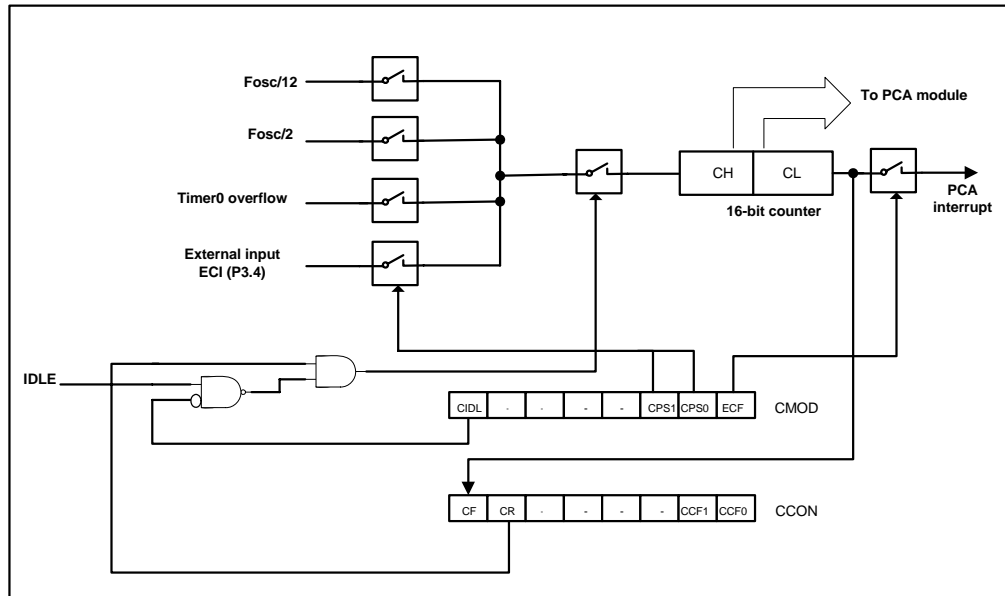 Fosc/12
Fosc/2
Timer0 overflow
External input
ECI (P3.4)
To PCA module
CH CL
16-bit counter
PCA
interrupt
IDLE
CIDL - - - - CPS1 CPS0 ECF CMOD
CF CR - - - - CCF1 CCF0 CCON